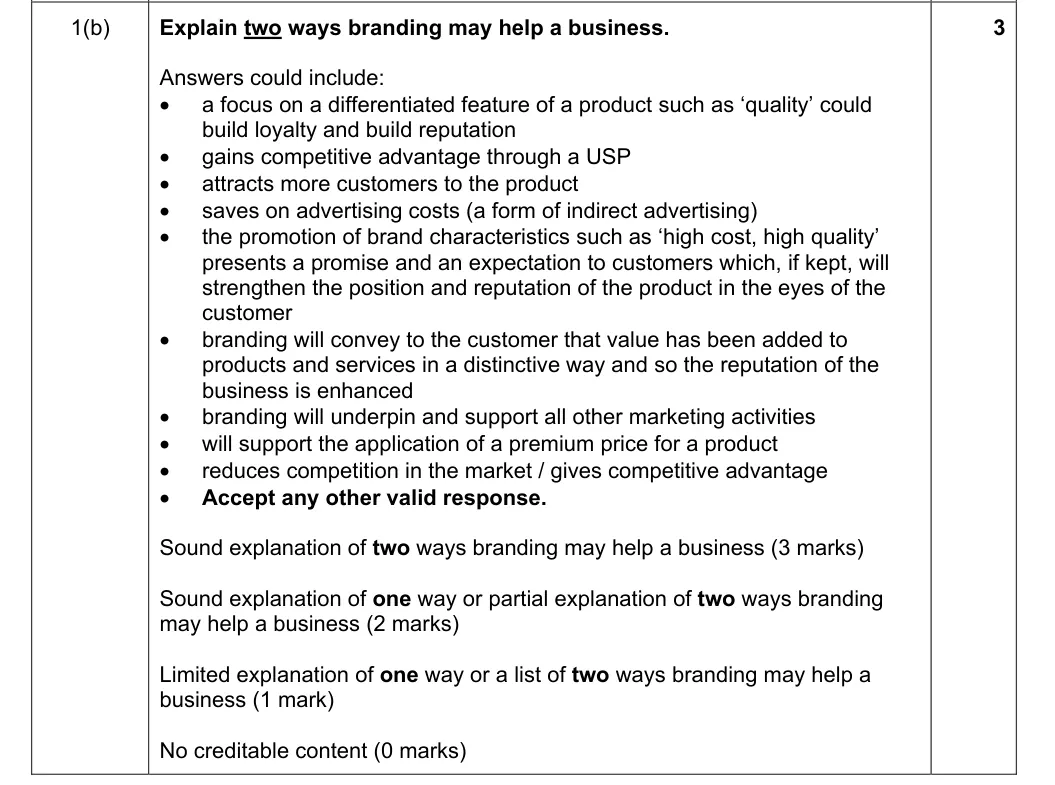 1(b)
Explain two ways branding may help a business.
3
Answers could include:
• a focus on a differentiated feature of a product such as ‘quality’ could
build loyalty and build reputation
• gains competitive advantage through a USP
• attracts more customers to the product
• saves on advertising costs (a form of indirect advertising)
• the promotion of brand characteristics such as ‘high cost, high quality’
presents a promise and an expectation to customers which, if kept, will
strengthen the position and reputation of the product in the eyes of the
customer
• branding will convey to the customer that value has been added to
products and services in a distinctive way and so the reputation of the
business is enhanced
• branding will underpin and support all other marketing activities
• will support the application of a premium price for a product
• reduces competition in the market / gives competitive advantage
• Accept any other valid response.
Sound explanation of two ways branding may help a business (3 marks)
Sound explanation of one way or partial explanation of two ways branding
may help a business (2 marks)
Limited explanation of one way or a list of two ways branding may help a
business (1 mark)
No creditable content (0 marks)